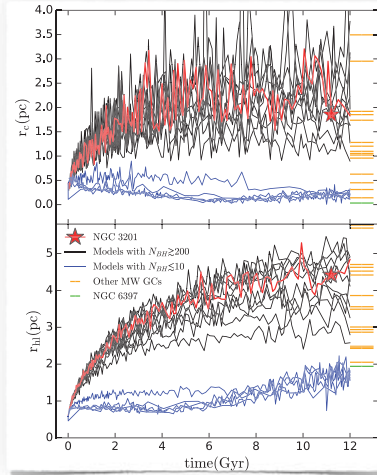 4.0
3.5
3.0
2.5
2.0
1.5
1.0
0.5
0.0
r_c(pc)
NGC 3201
Models with N_BH≳200
Models with N_BH≲10
Other MW GCs
NGC 6397
5
4
3
2
1
0
r_hl(pc)
0 2 4 6 8 10 12
time(Gyr)